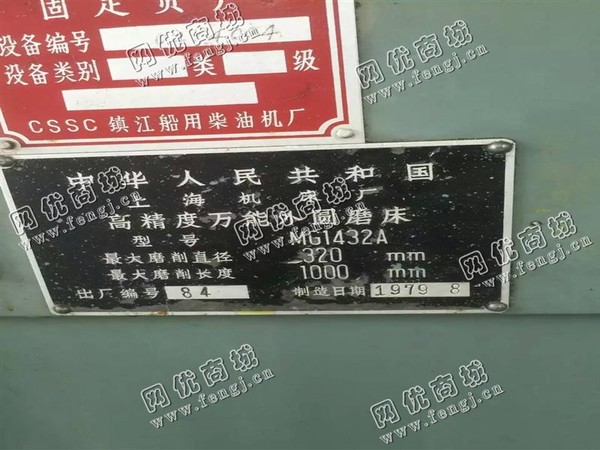 固定资产
设备编号
设备类别 类 级
CSSC 镇江船用柴油机厂
中华人民共和国
上海机床厂
高精度万能外圆磨床
型号 MG1432A
最大磨削直径 320 mm
最大磨削长度 1000 mm
出厂编号 84 制造日期 1979 8
网优商城
www.fengj.cn
网优商城
www.fengj.cn
网优商城
www.fengj.cn
网优商城
www.fengj.cn
网优商城
www.fengj.cn
网优商城
www.fengj.cn